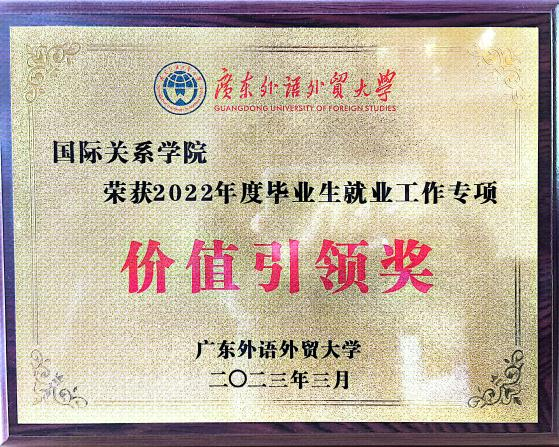 广东外语外贸大学
GUANGDONG UNIVERSITY OF FOREIGN STUDIES
国际关系学院
荣获2022年度毕业生就业工作专项
价值引领奖
广东外语外贸大学
二〇二三年三月